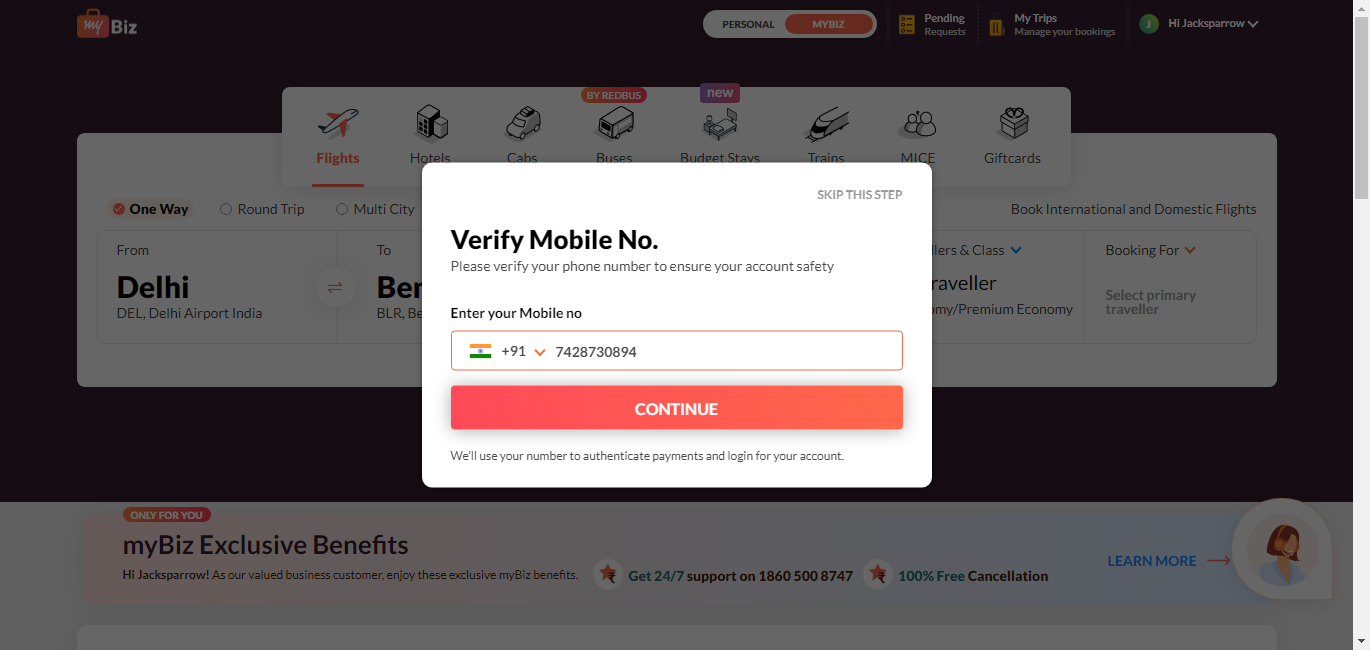 my Biz
PERSONAL MYBIZ
Pending
Requests
My Trips
Manage your bookings
J
Hi Jacksparrow
BY REDBUS
new
Flights
Hotels
Cabs
Buses
Budget Stays
Trains
MICE
Giftcards
One Way
Round Trip
Multi City
Book International and Domestic Flights
From
Delhi
DEL, Delhi Airport India
To
Ber
BLR, Be
llers & Class
raveller
omy/Premium Economy
Booking For
Select primary
traveller
SKIP THIS STEP
Verify Mobile No.
Please verify your phone number to ensure your account safety
Enter your Mobile no
+91 7428730894
CONTINUE
We'll use your number to authenticate payments and login for your account.
ONLY FOR YOU
myBiz Exclusive Benefits
Hi Jacksparrow! As our valued business customer, enjoy these exclusive myBiz benefits.
Get 24/7 support on 1860 500 8747
100% Free Cancellation
LEARN MORE